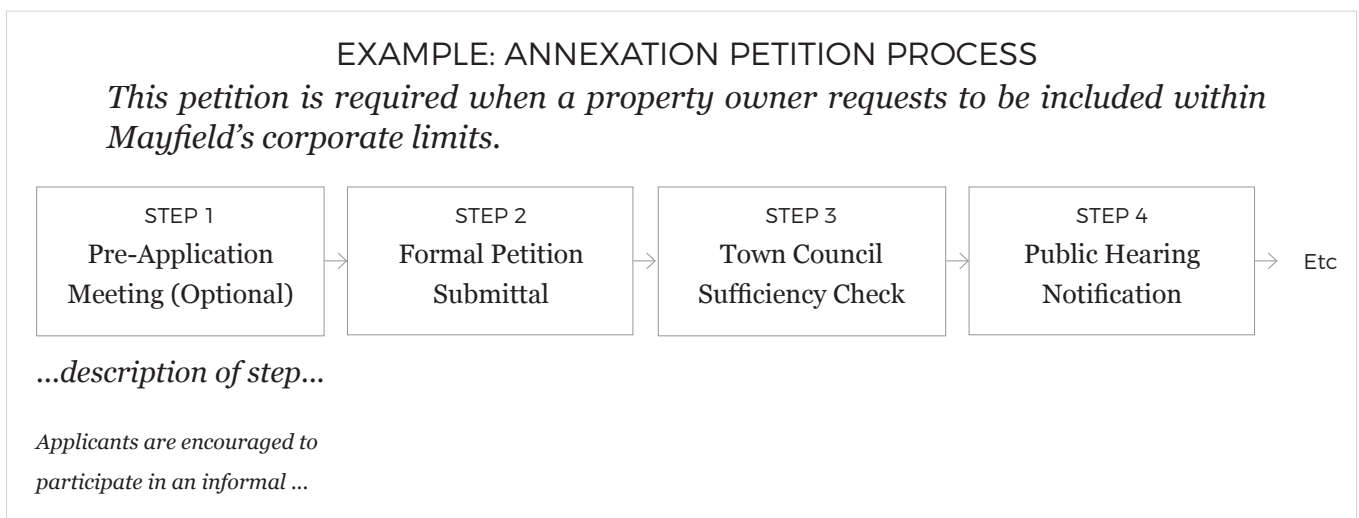 EXAMPLE: ANNEXATION PETITION PROCESS
This petition is required when a property owner requests to be included within
Mayfield’s corporate limits.
STEP 1
Pre-Application
Meeting (Optional)
STEP 2
Formal Petition
Submittal
STEP 3
Town Council
Sufficiency Check
STEP 4
Public Hearing
Notification
Etc
...description of step...
Applicants are encouraged to
participate in an informal ...